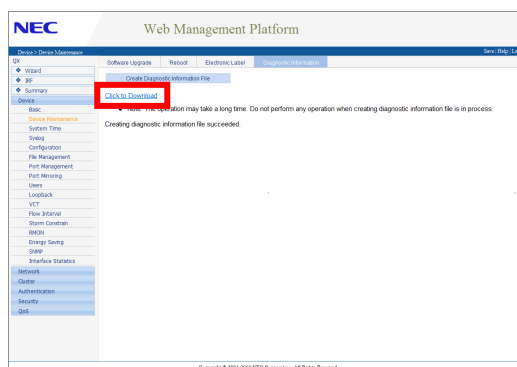 NEC
Web Management Platform
Device > Device Maintenance
Save | Help | Lo
QX
Wizard
IRF
Summary
Device
Basic
Device Maintenance
System Time
Syslog
Configuration
File Management
Port Management
Port Mirroring
Users
Loopback
VCT
Flow Interval
Storm Constrain
RMON
Energy Saving
SNMP
Interface Statistics
Network
Cluster
Authentication
Security
QoS
Software Upgrade
Reboot
Electronic Label
Diagnostic Information
Create Diagnostic Information File
Click to Download
Note: The operation may take a long time. Do not perform any operation when creating diagnostic information file is in process.
Creating diagnostic information file succeeded.